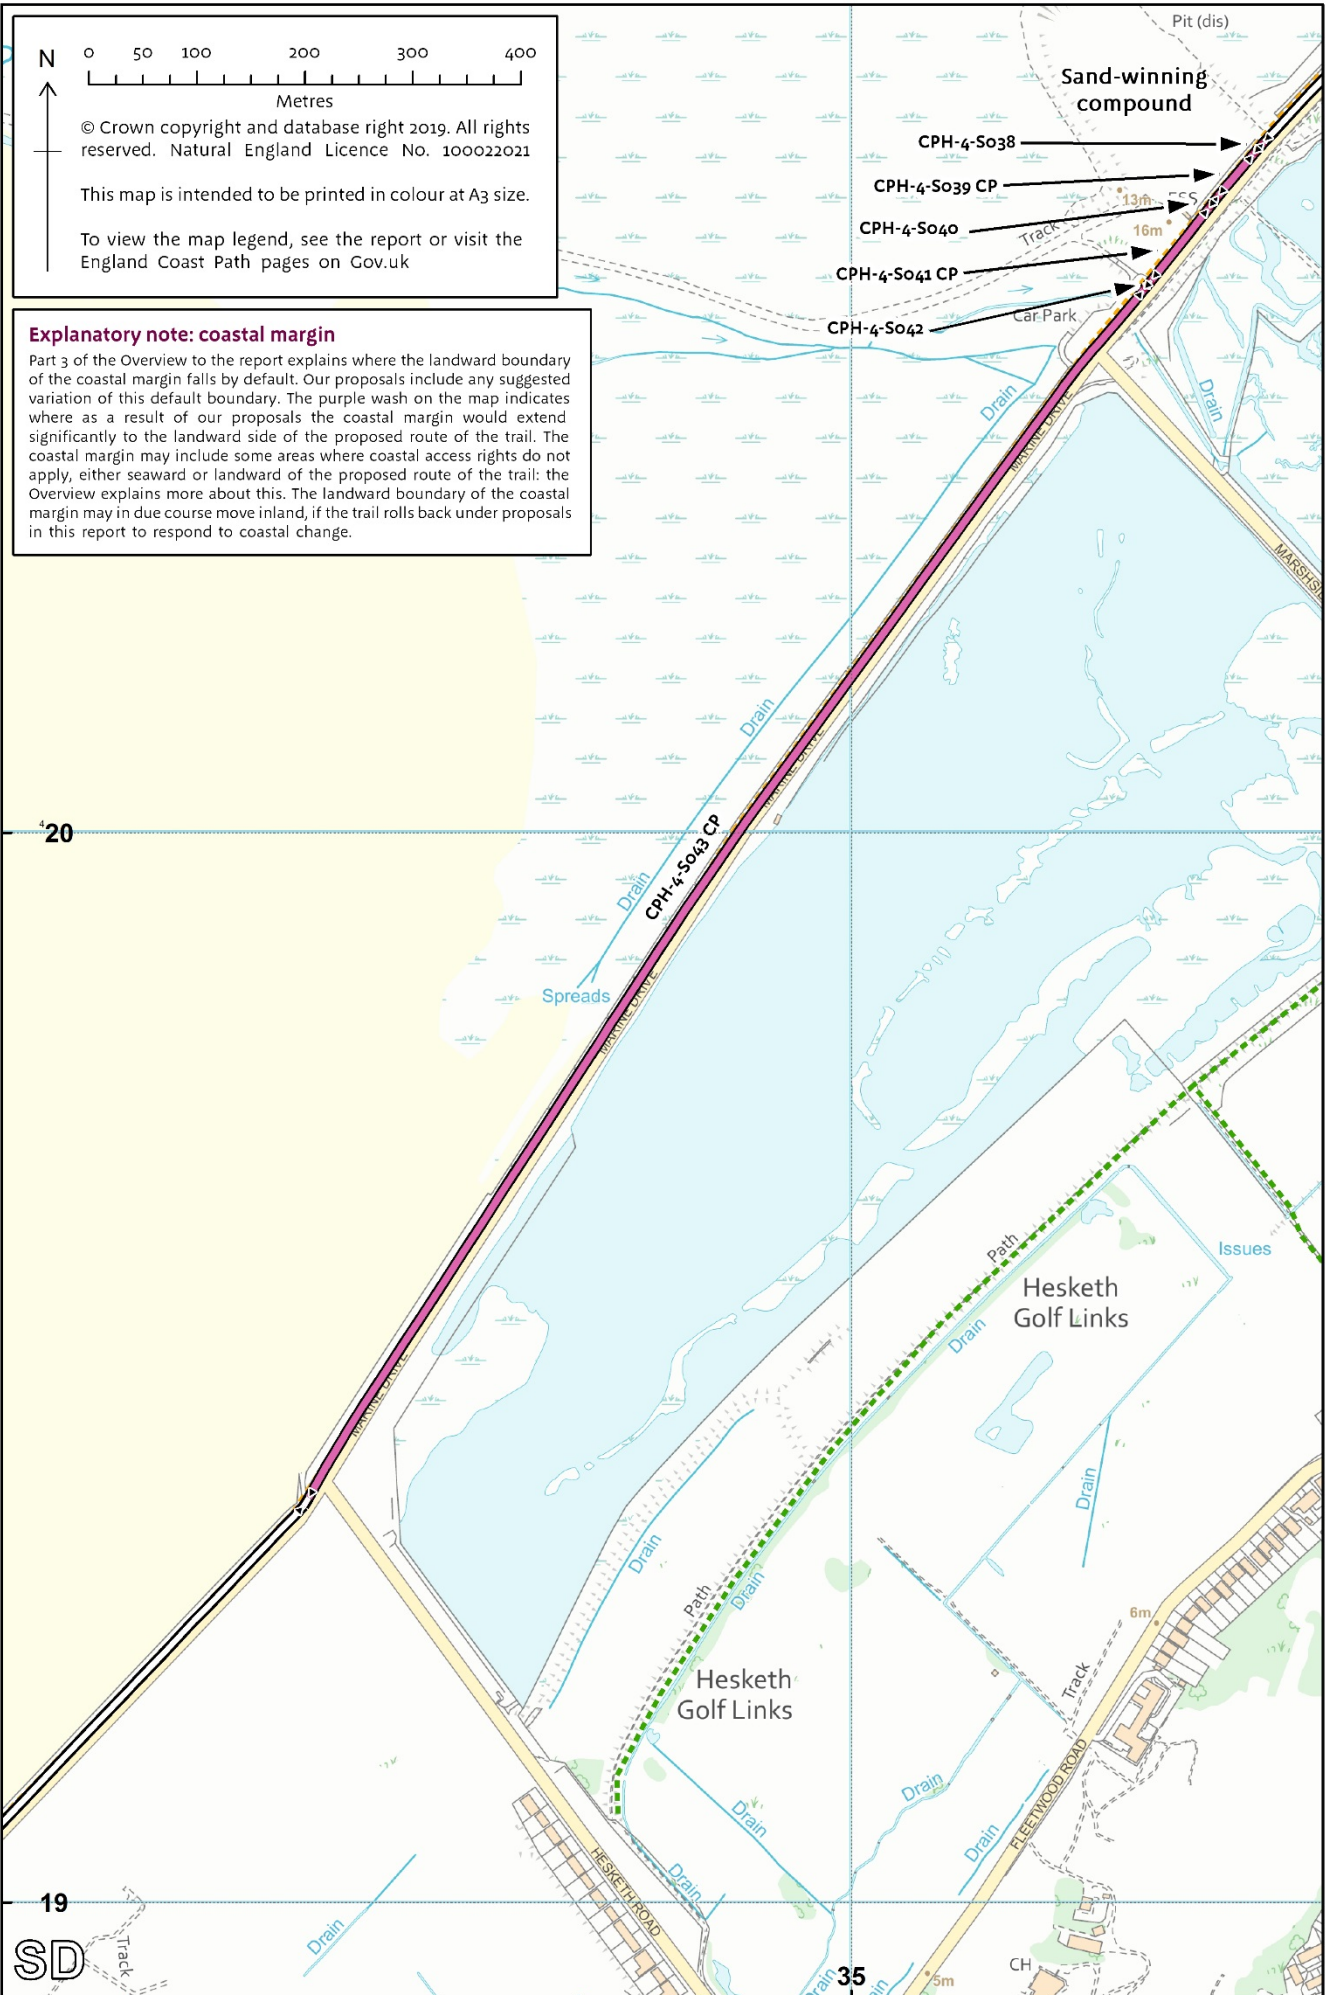 N
0 50 100 200 300 400
Metres
© Crown copyright and database right 2019. All rights
reserved. Natural England Licence No. 100022021
This map is intended to be printed in colour at A3 size.
To view the map legend, see the report or visit the
England Coast Path pages on Gov.uk
Explanatory note: coastal margin
Part 3 of the Overview to the report explains where the landward boundary
of the coastal margin falls by default. Our proposals include any suggested
variation of this default boundary. The purple wash on the map indicates
where as a result of our proposals the coastal margin would extend
significantly to the landward side of the proposed route of the trail. The
coastal margin may include some areas where coastal access rights do not
apply, either seaward or landward of the proposed route of the trail: the
Overview explains more about this. The landward boundary of the coastal
margin may in due course move inland, if the trail rolls back under proposals
in this report to respond to coastal change.
Pit (dis)
Sand-winning
compound
CPH-4-S038
CPH-4-S039 CP
13m
ESS
CPH-4-S040
16m
Track
CPH-4-S041 CP
Car Park
CPH-4-S042
Drain
Drain
MARINE DRIVE
MARSHSI
Drain
MARINE DRIVE
420
CPH-4-S043 CP
Drain
Spreads
MARINE DRIVE
Path
Issues
Hesketh
Golf Links
Drain
MARINE DRIVE
Drain
Drain
Path
Drain
6m
Track
Hesketh
Golf Links
FLEETWOOD ROAD
Drain
Drain
Drain
HESKETH ROAD
Drain
19
Drain
Track
SD
35
CH
5m
Drain
ain